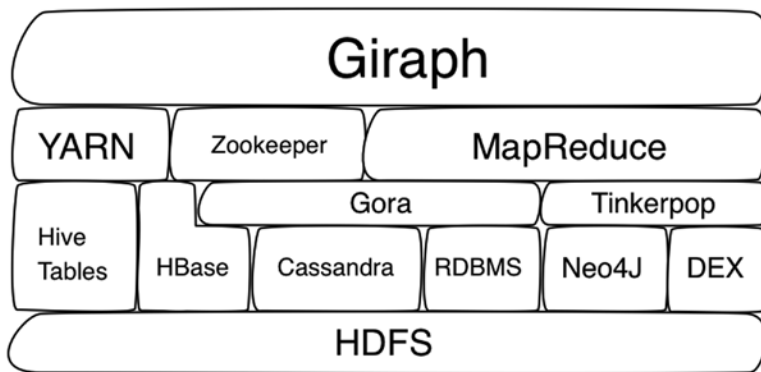 Giraph
YARN
Zookeeper
MapReduce
Gora
Tinkerpop
Hive
Tables
HBase
Cassandra
RDBMS
Neo4J
DEX
HDFS